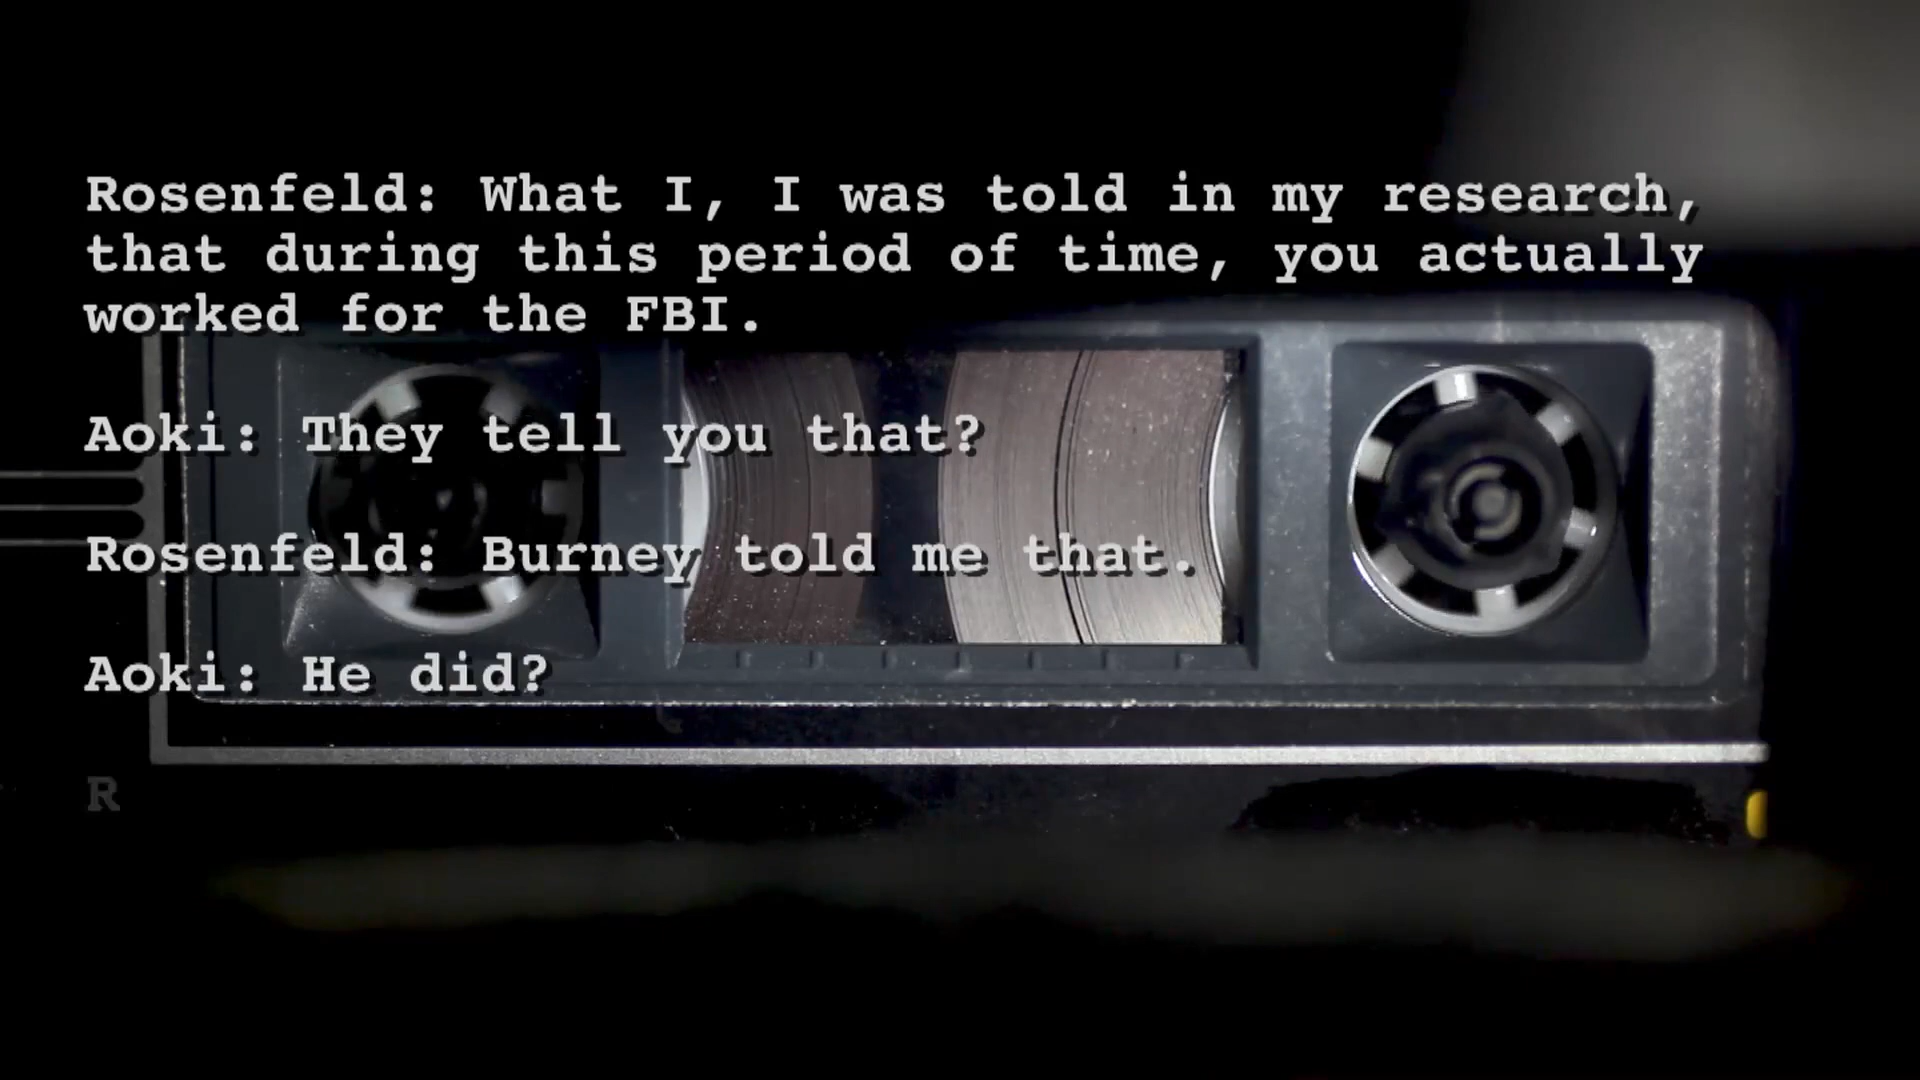 Rosenfeld: What I, I was told in my research,
that during this period of time, you actually
worked for the FBI.
Aoki: They tell you that?
Rosenfeld: Burney told me that.
Aoki: He did?
R